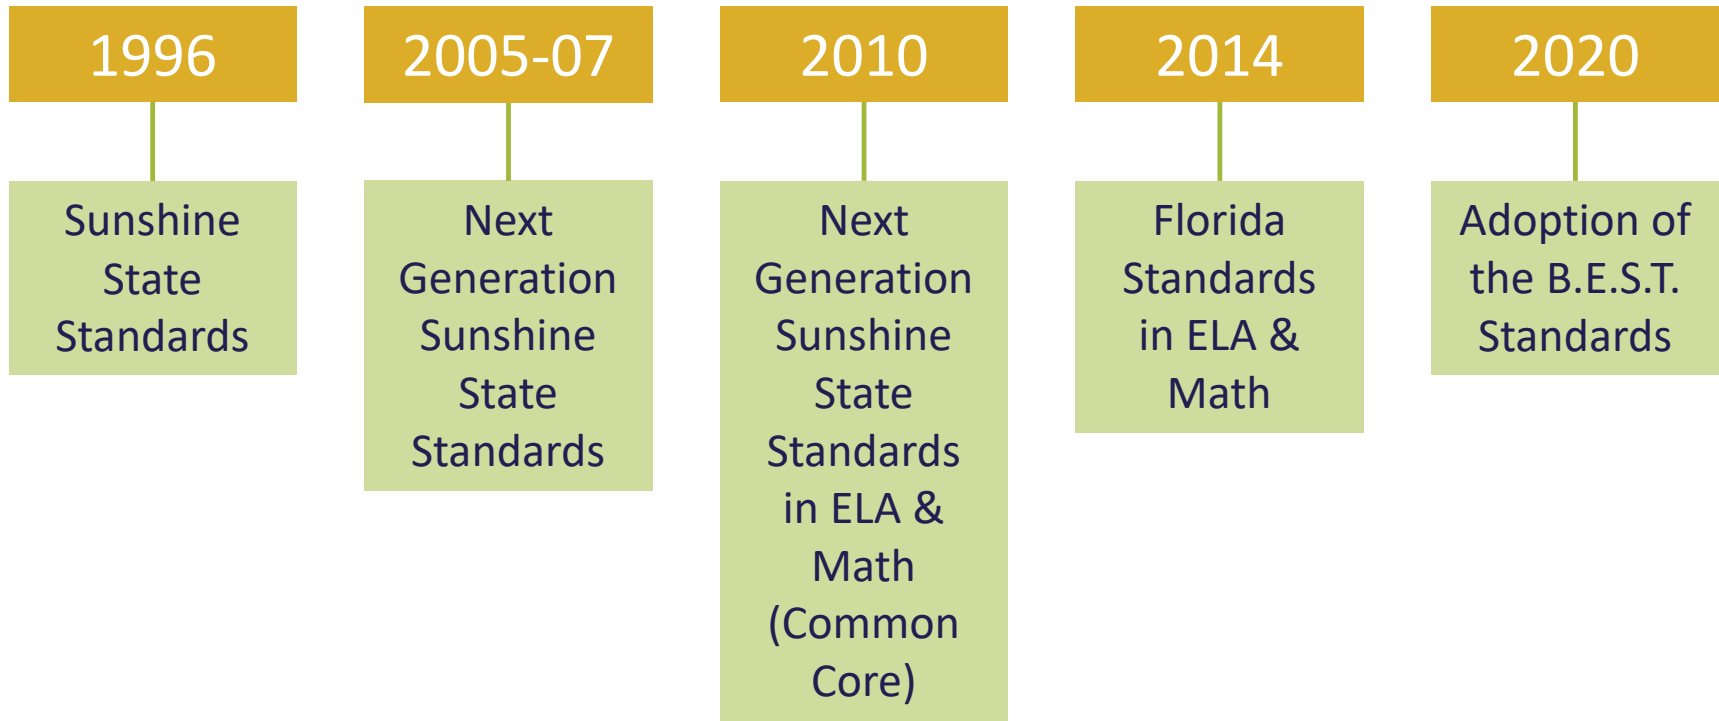 1996
Sunshine
State
Standards
2005-07
Next
Generation
Sunshine
State
Standards
2010
Next
Generation
Sunshine
State
Standards
in ELA &
Math
(Common
Core)
2014
Florida
Standards
in ELA &
Math
2020
Adoption of
the B.E.S.T.
Standards